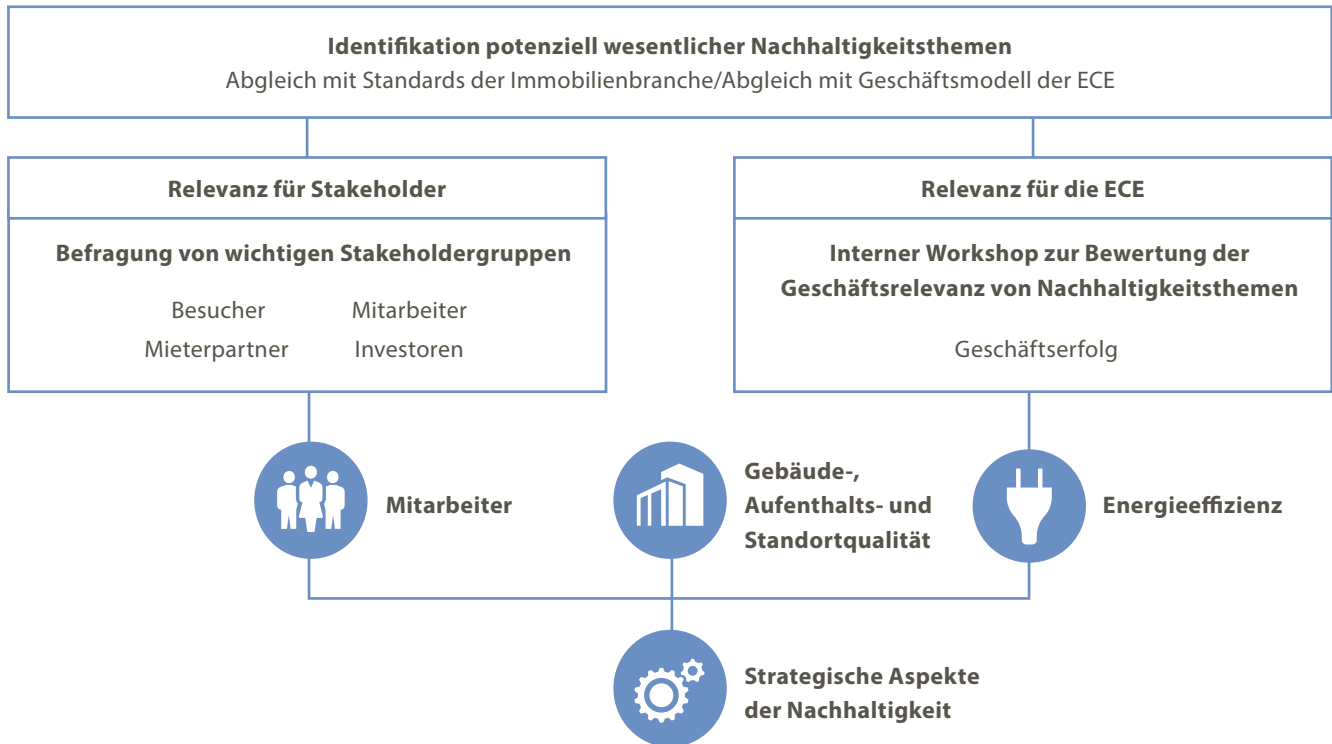 Identifikation potenziell wesentlicher Nachhaltigkeitsthemen
Abgleich mit Standards der Immobilienbranche/Abgleich mit Geschäftsmodell der ECE
Relevanz für Stakeholder
Befragung von wichtigen Stakeholdergruppen
Besucher Mitarbeiter
Mieterpartner Investoren
Relevanz für die ECE
Interner Workshop zur Bewertung der
Geschäftsrelevanz von Nachhaltigkeitsthemen
Geschäftserfolg
Mitarbeiter
Gebäude-,
Aufenthalts- und
Standortqualität
Energieeffizienz
Strategische Aspekte
der Nachhaltigkeit